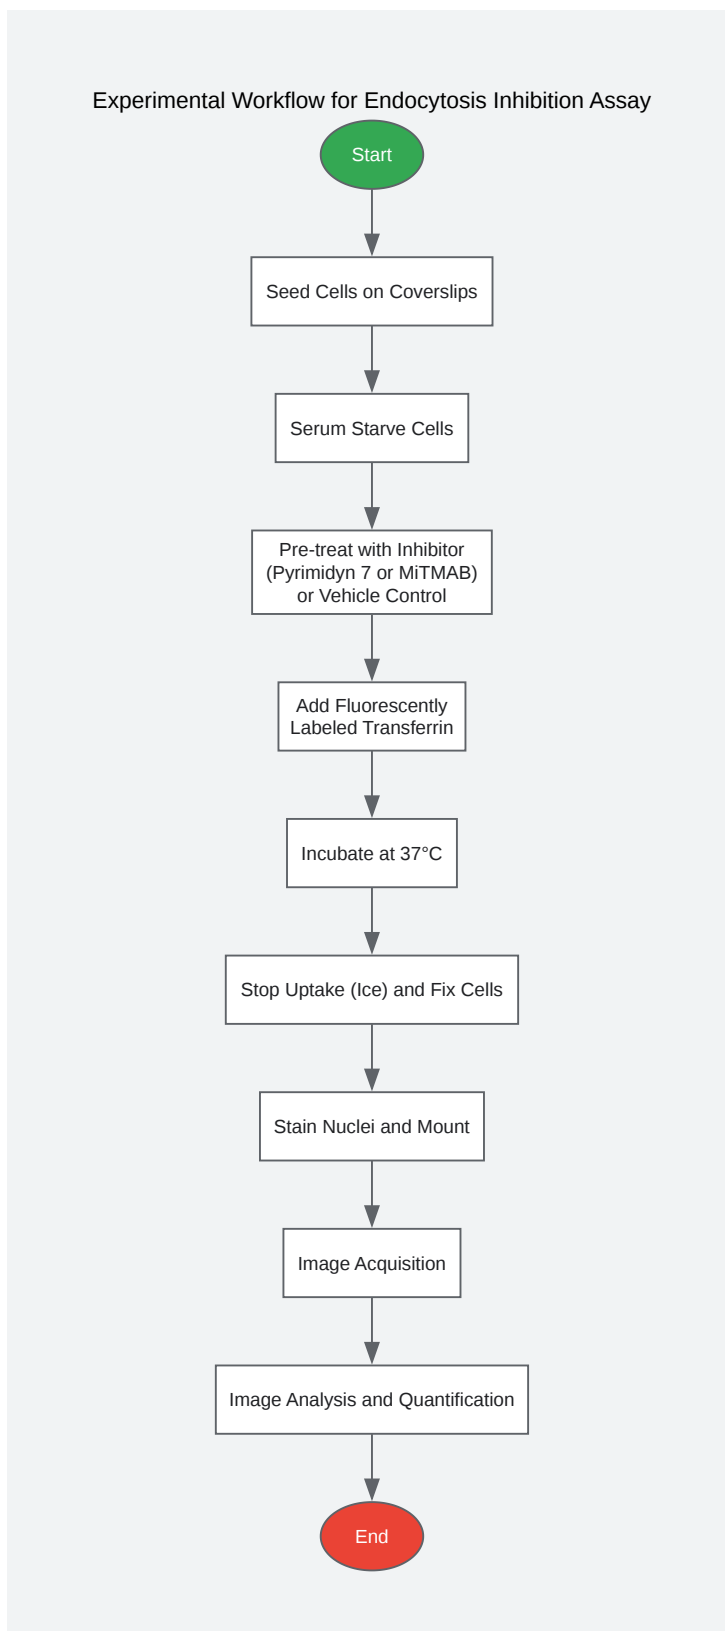 Experimental Workflow for Endocytosis Inhibition Assay
Start
Seed Cells on Coverslips
Serum Starve Cells
Pre-treat with Inhibitor
(Pyrimidyn 7 or MiTMAB)
or Vehicle Control
Add Fluorescently
Labeled Transferrin
Incubate at 37°C
Stop Uptake (Ice) and Fix Cells
Stain Nuclei and Mount
Image Acquisition
Image Analysis and Quantification
End